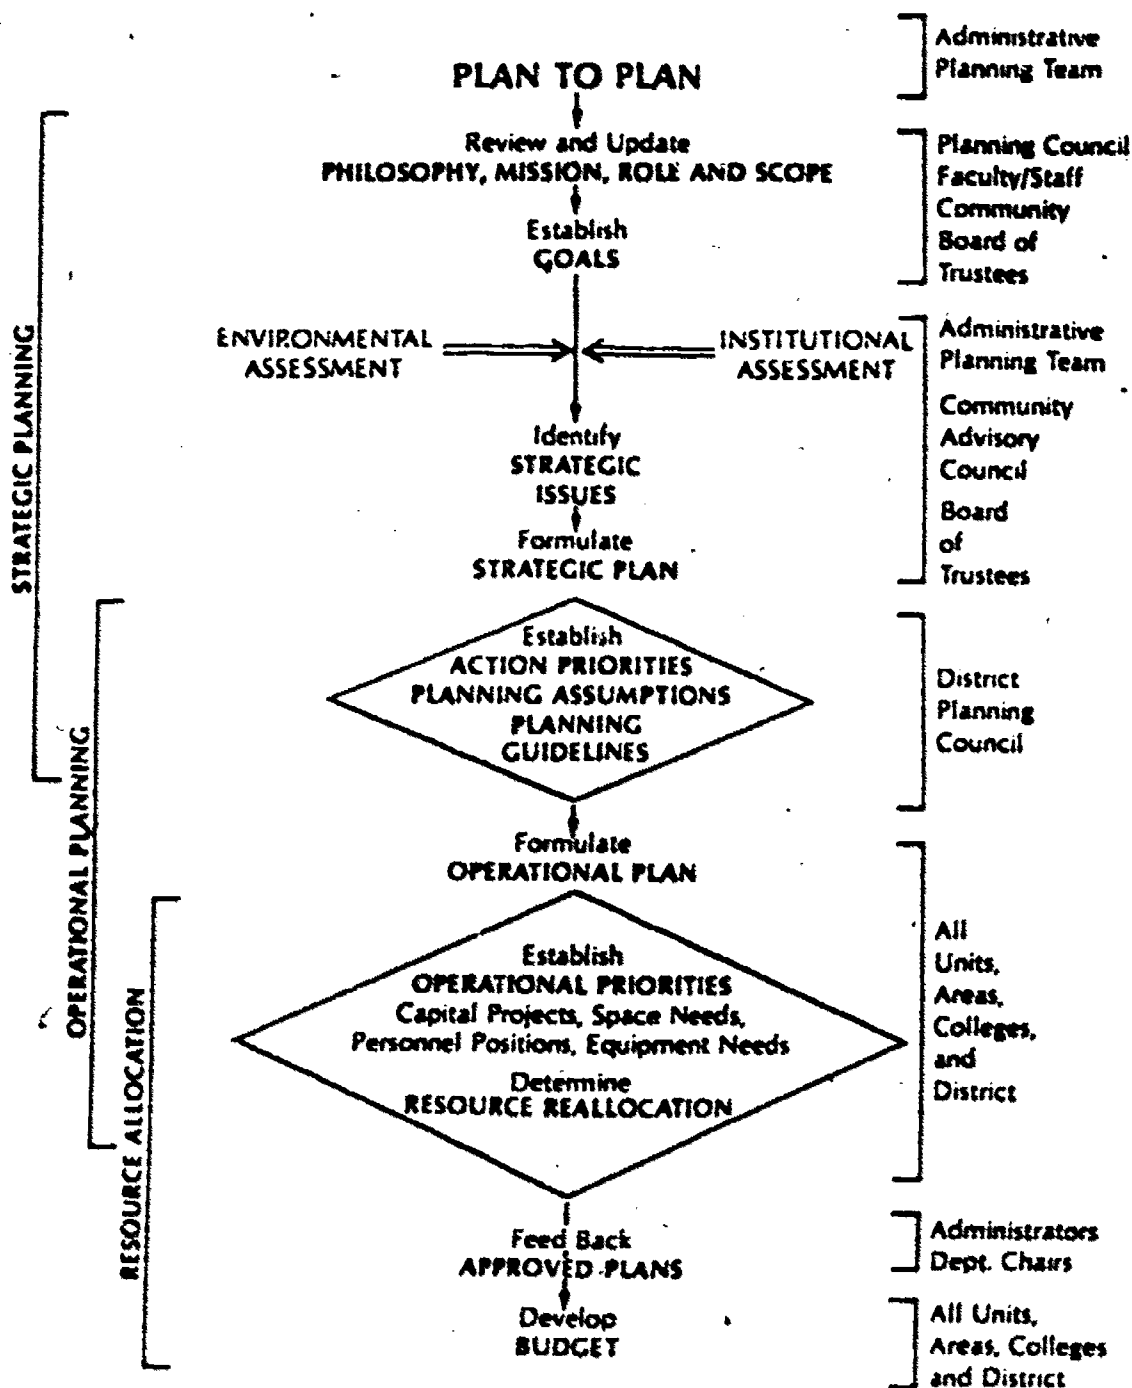 PLAN TO PLAN
Review and Update
PHILOSOPHY, MISSION, ROLE AND SCOPE
Establish
GOALS
ENVIRONMENTAL
ASSESSMENT
INSTITUTIONAL
ASSESSMENT
Identify
STRATEGIC
ISSUES
Formulate
STRATEGIC PLAN
Establish
ACTION PRIORITIES
PLANNING ASSUMPTIONS
PLANNING
GUIDELINES
Formulate
OPERATIONAL PLAN
Establish
OPERATIONAL PRIORITIES
Capital Projects, Space Needs,
Personnel Positions, Equipment Needs
Determine
RESOURCE REALLOCATION
Feed Back
APPROVED PLANS
Develop
BUDGET
STRATEGIC PLANNING
OPERATIONAL PLANNING
RESOURCE ALLOCATION
Administrative
Planning Team
Planning Council
Faculty/Staff
Community
Board of
Trustees
Administrative
Planning Team
Community
Advisory
Council
Board
of
Trustees
District
Planning
Council
All
Units,
Areas,
Colleges,
and
District
Administrators
Dept. Chairs
All Units,
Areas, Colleges
and District